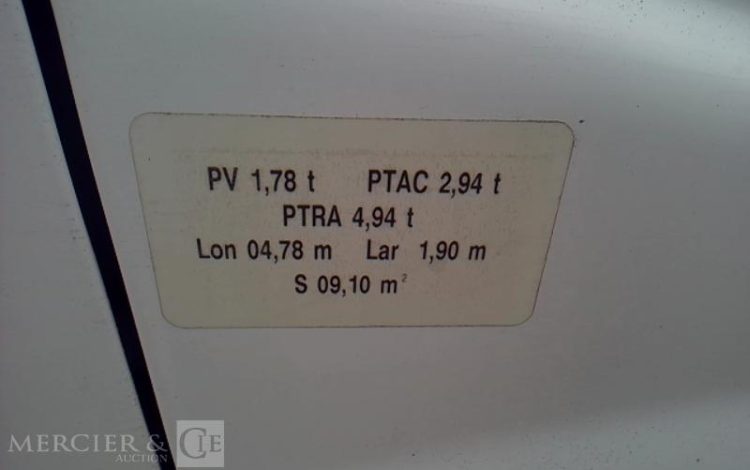 PV 1,78 t PTAC 2,94 t
PTRA 4,94 t
Lon 04,78 m Lar 1,90 m
S 09,10 m²
MERCIER & CIE
AUCTION